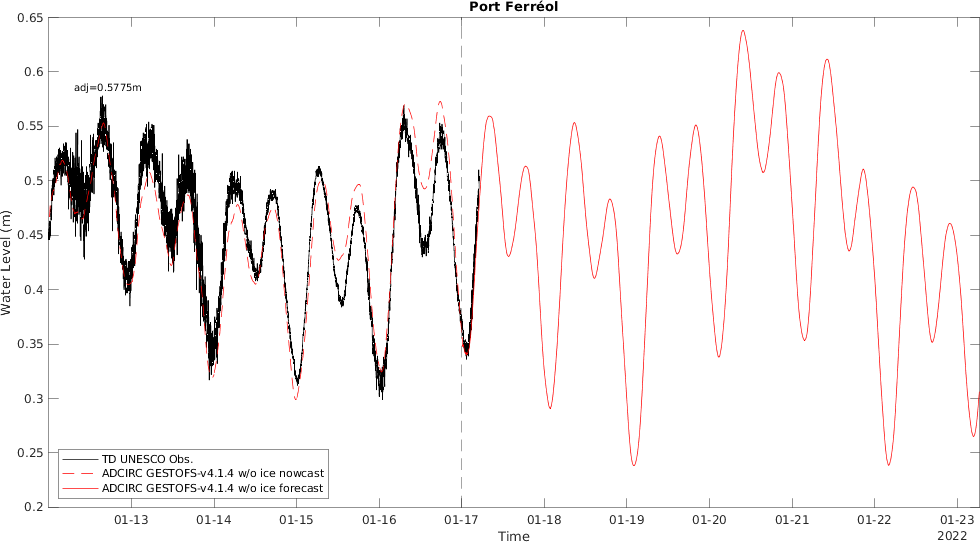 Port Ferréol
0.65
0.6
0.55
0.5
0.45
0.4
0.35
0.3
0.25
0.2
Water Level (m)
adj=0.5775m
TD UNESCO Obs.
ADCIRC GESTOFS-v4.1.4 w/o ice nowcast
ADCIRC GESTOFS-v4.1.4 w/o ice forecast
01-13 01-14 01-15 01-16 01-17 01-18 01-19 01-20 01-21 01-22 01-23
Time
2022